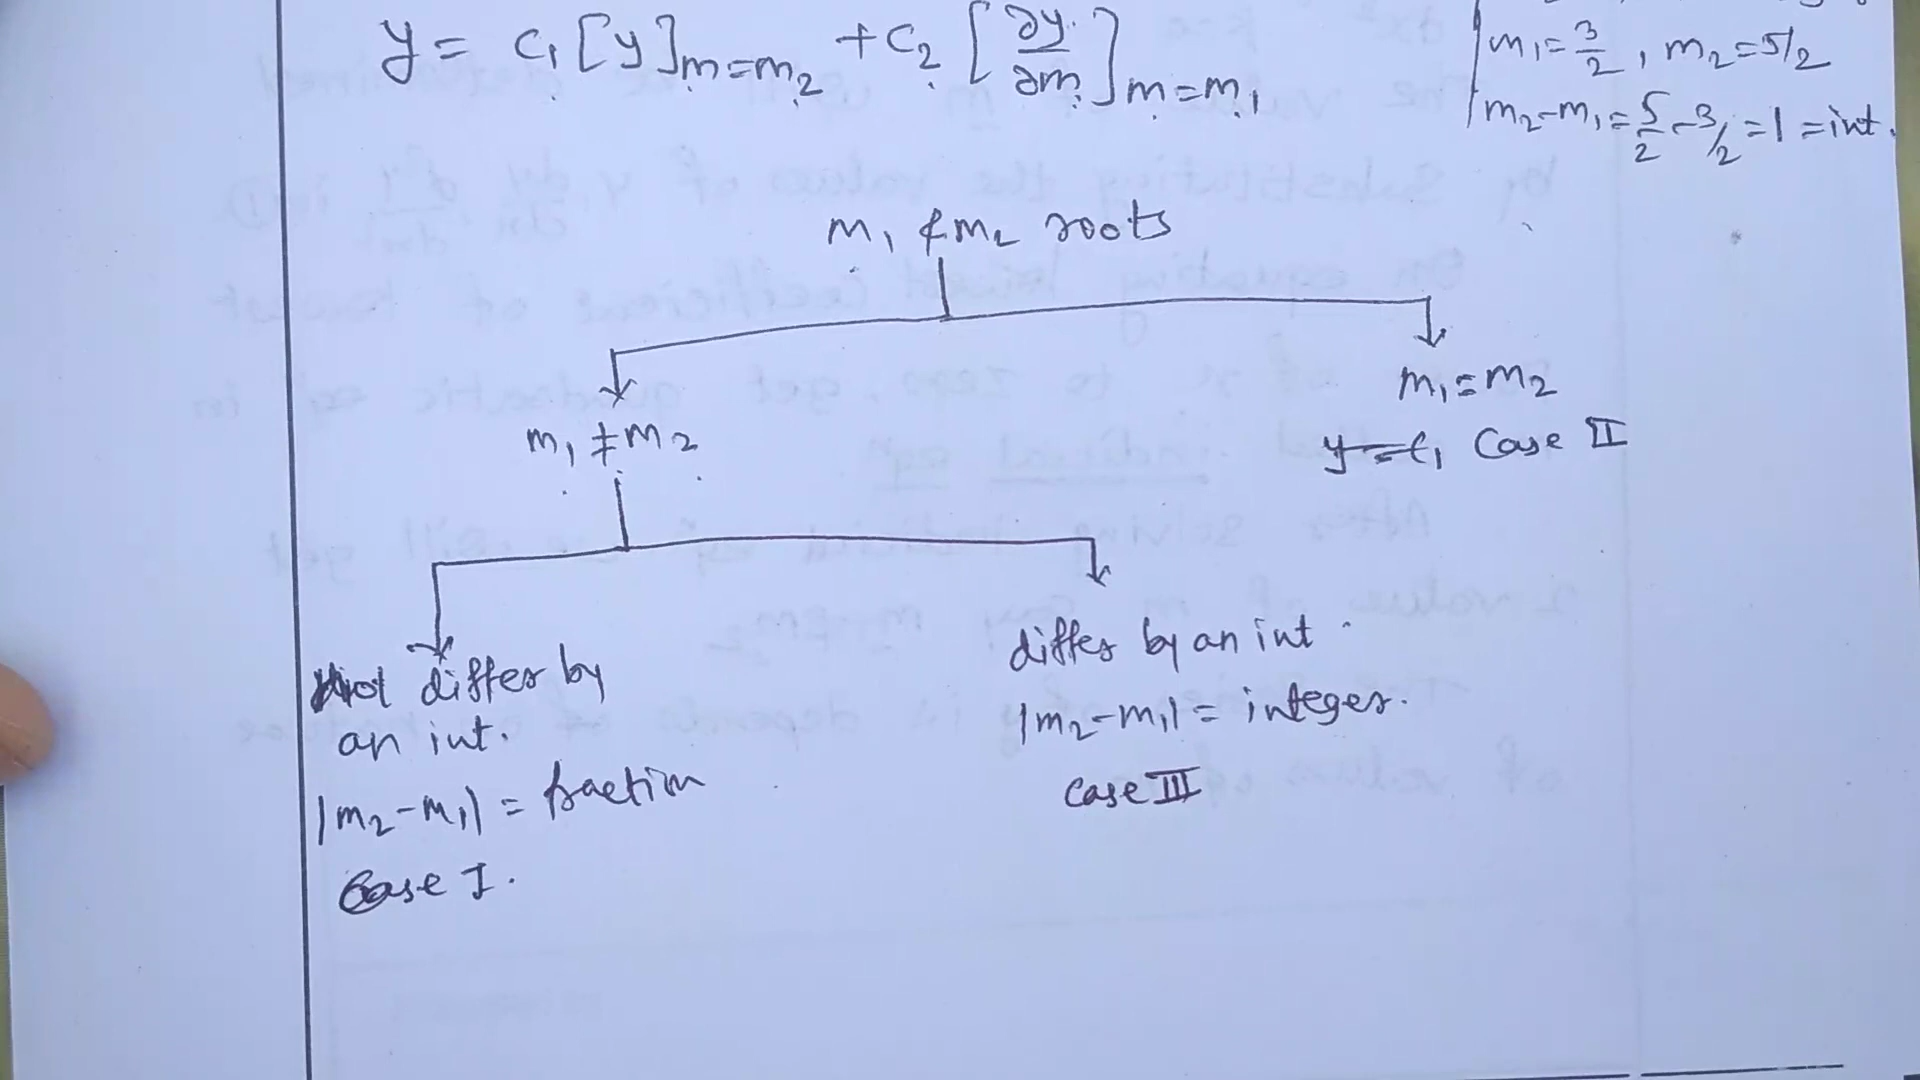 y = c₁ [y]m=m₂ + c₂ [∂y/∂m]m=m₁
m₁ = 3/2 , m₂ = 5/2
m₂-m₁ = 5/2 - 3/2 = 1 = int.
m₁ & m₂ roots
m₁ ≠ m₂
m₁ = m₂
y = c₁ Case II
Not differ by
an int.
|m₂-m₁| = fraction
Case I.
differ by an int.
|m₂-m₁| = integer.
Case III